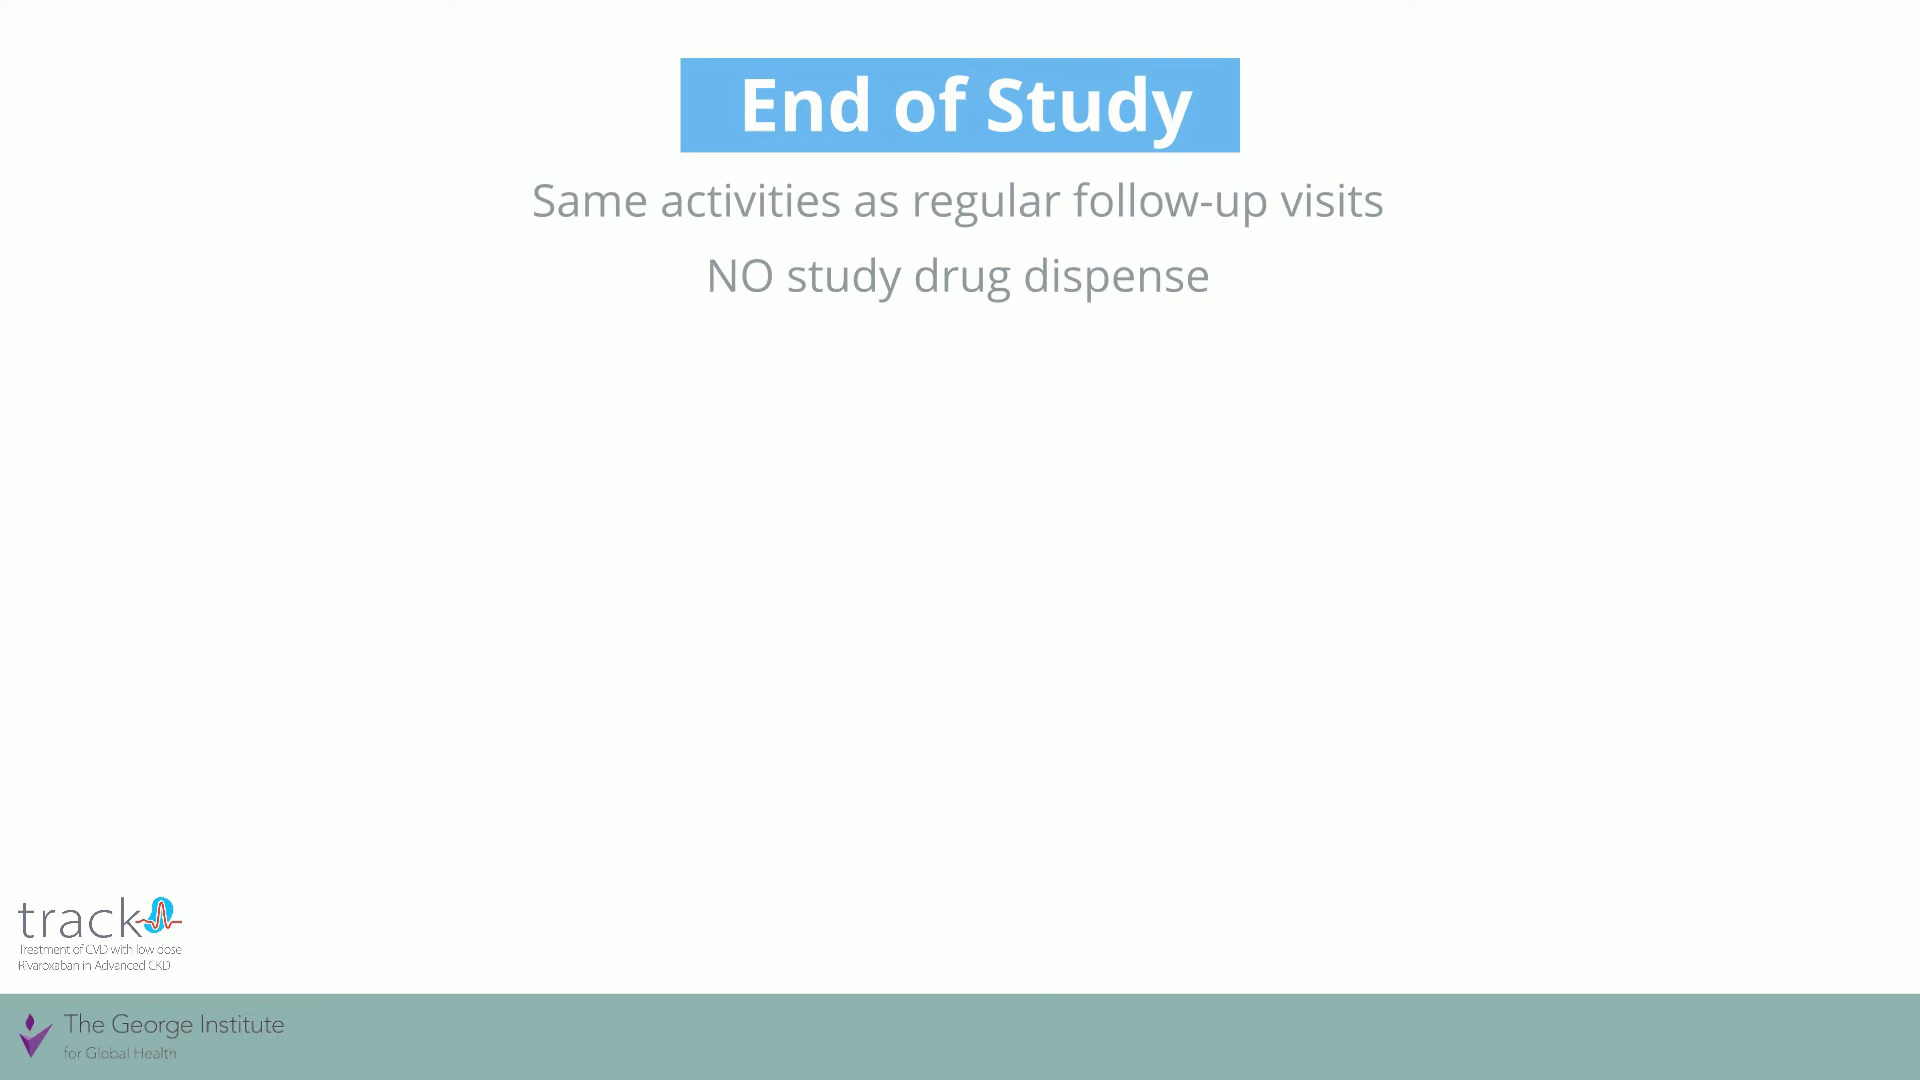 End of Study
Same activities as regular follow-up visits
NO study drug dispense
track
Treatment of CVD with low dose
Rivaroxaban in Advanced CKD
The George Institute
for Global Health